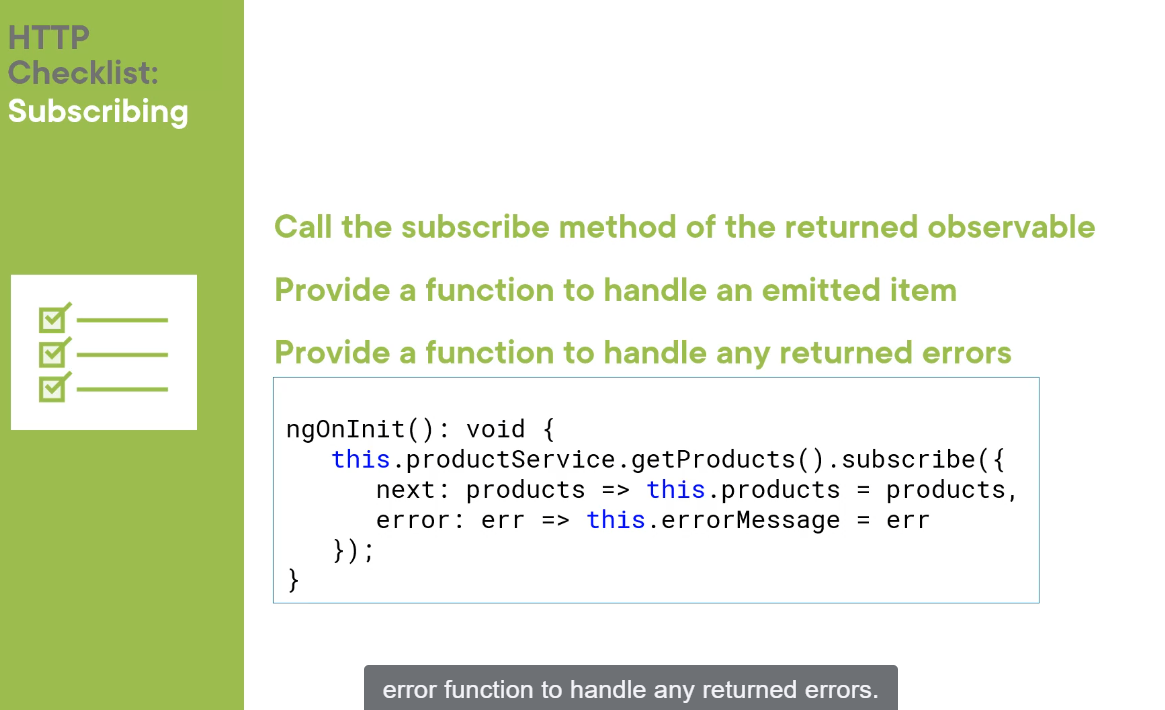 HTTP
Checklist:
Subscribing
Call the subscribe method of the returned observable
Provide a function to handle an emitted item
Provide a function to handle any returned errors
ngOnInit(): void {
   this.productService.getProducts().subscribe({
      next: products => this.products = products,
      error: err => this.errorMessage = err
   });
}
error function to handle any returned errors.